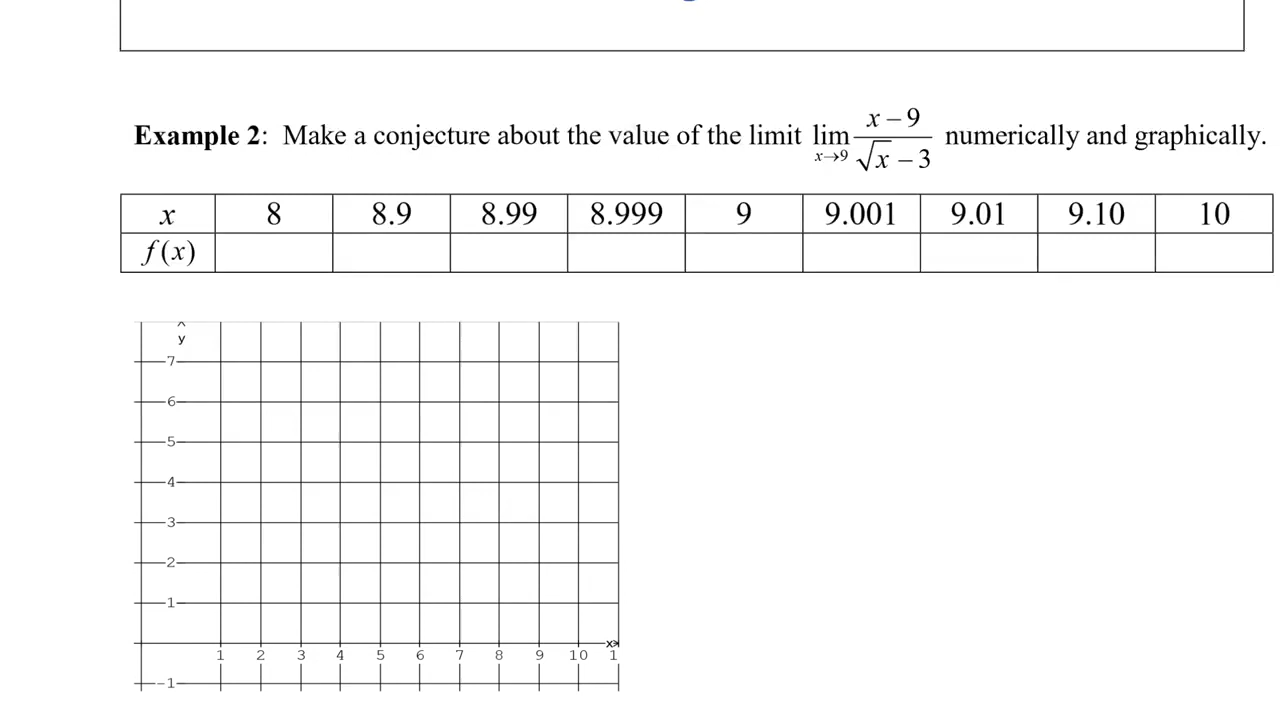 Example 2: Make a conjecture about the value of the limit lim x→9 (x − 9)/(√x − 3) numerically and graphically.
x 8 8.9 8.99 8.999 9 9.001 9.01 9.10 10
f(x)
y
7
6
5
4
3
2
1
x
1 2 3 4 5 6 7 8 9 10 1
-1